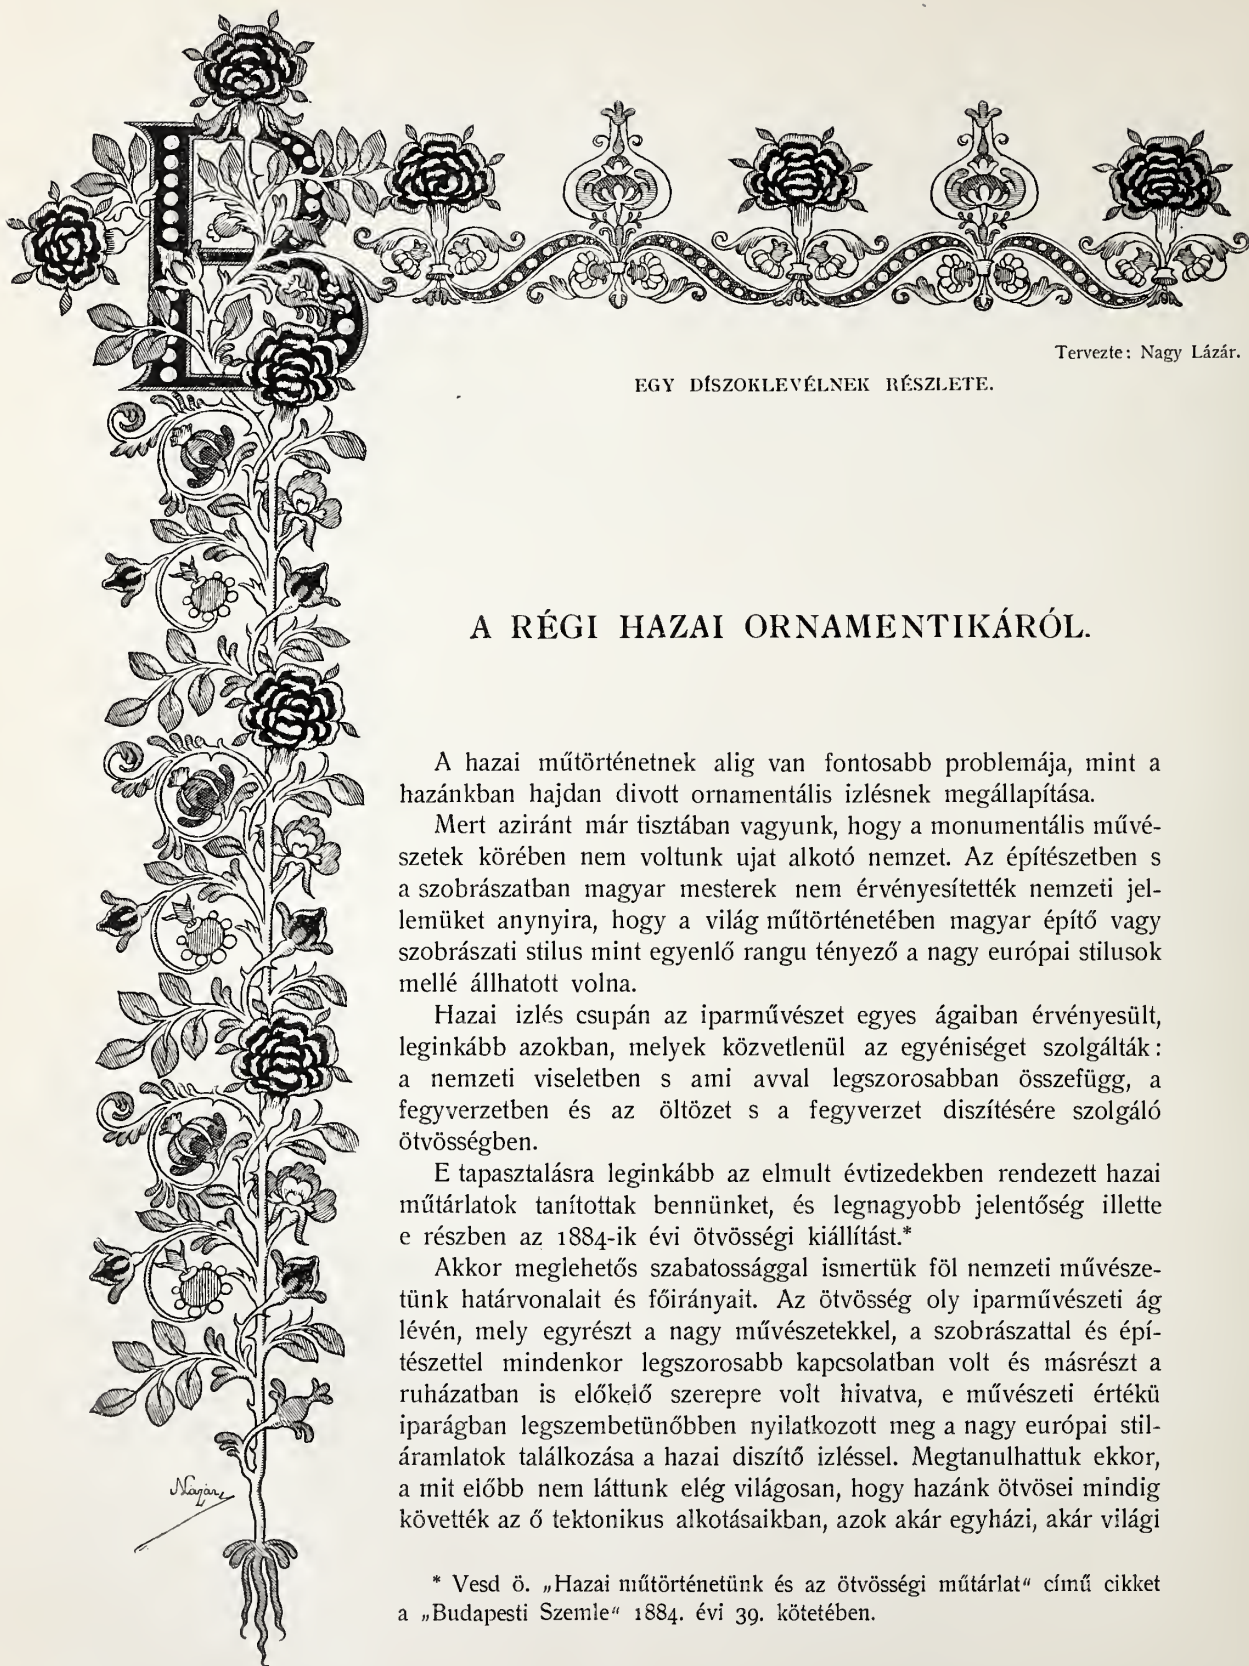 B
Tervezte: Nagy Lázár.
EGY DÍSZOKLEVÉLNEK RÉSZLETE.
A RÉGI HAZAI ORNAMENTIKÁRÓL.
A hazai műtörténetnek alig van fontosabb problemája, mint a
hazánkban hajdan divott ornamentális izlésnek megállapítása.
Mert aziránt már tisztában vagyunk, hogy a monumentális művé-
szetek körében nem voltunk ujat alkotó nemzet. Az építészetben s
a szobrászatban magyar mesterek nem érvényesítették nemzeti jel-
lemüket anynyira, hogy a világ műtörténetében magyar építő vagy
szobrászati stilus mint egyenlő rangu tényező a nagy európai stilusok
mellé állhatott volna.
Hazai izlés csupán az iparművészet egyes ágaiban érvényesült,
leginkább azokban, melyek közvetlenül az egyéniséget szolgálták:
a nemzeti viseletben s ami avval legszorosabban összefügg, a
fegyverzetben és az öltözet s a fegyverzet diszítésére szolgáló
ötvösségben.
E tapasztalásra leginkább az elmult évtizedekben rendezett hazai
műtárlatok tanítottak bennünket, és legnagyobb jelentőség illette
e részben az 1884-ik évi ötvösségi kiállítást.*
Akkor meglehetős szabatossággal ismertük föl nemzeti művésze-
tünk határvonalait és főirányait. Az ötvösség oly iparművészeti ág
lévén, mely egyrészt a nagy művészetekkel, a szobrászattal és épí-
tészettel mindenkor legszorosabb kapcsolatban volt és másrészt a
ruházatban is előkelő szerepre volt hivatva, e művészeti értékü
iparágban legszembetünőbben nyilatkozott meg a nagy európai stil-
áramlatok találkozása a hazai diszítő izléssel. Megtanulhattuk ekkor,
a mit előbb nem láttunk elég világosan, hogy hazánk ötvösei mindig
követték az ő tektonikus alkotásaikban, azok akár egyházi, akár világi
NLázár
* Vesd ö. „Hazai műtörténetünk és az ötvösségi műtárlat" című cikket
a „Budapesti Szemle" 1884. évi 39. kötetében.